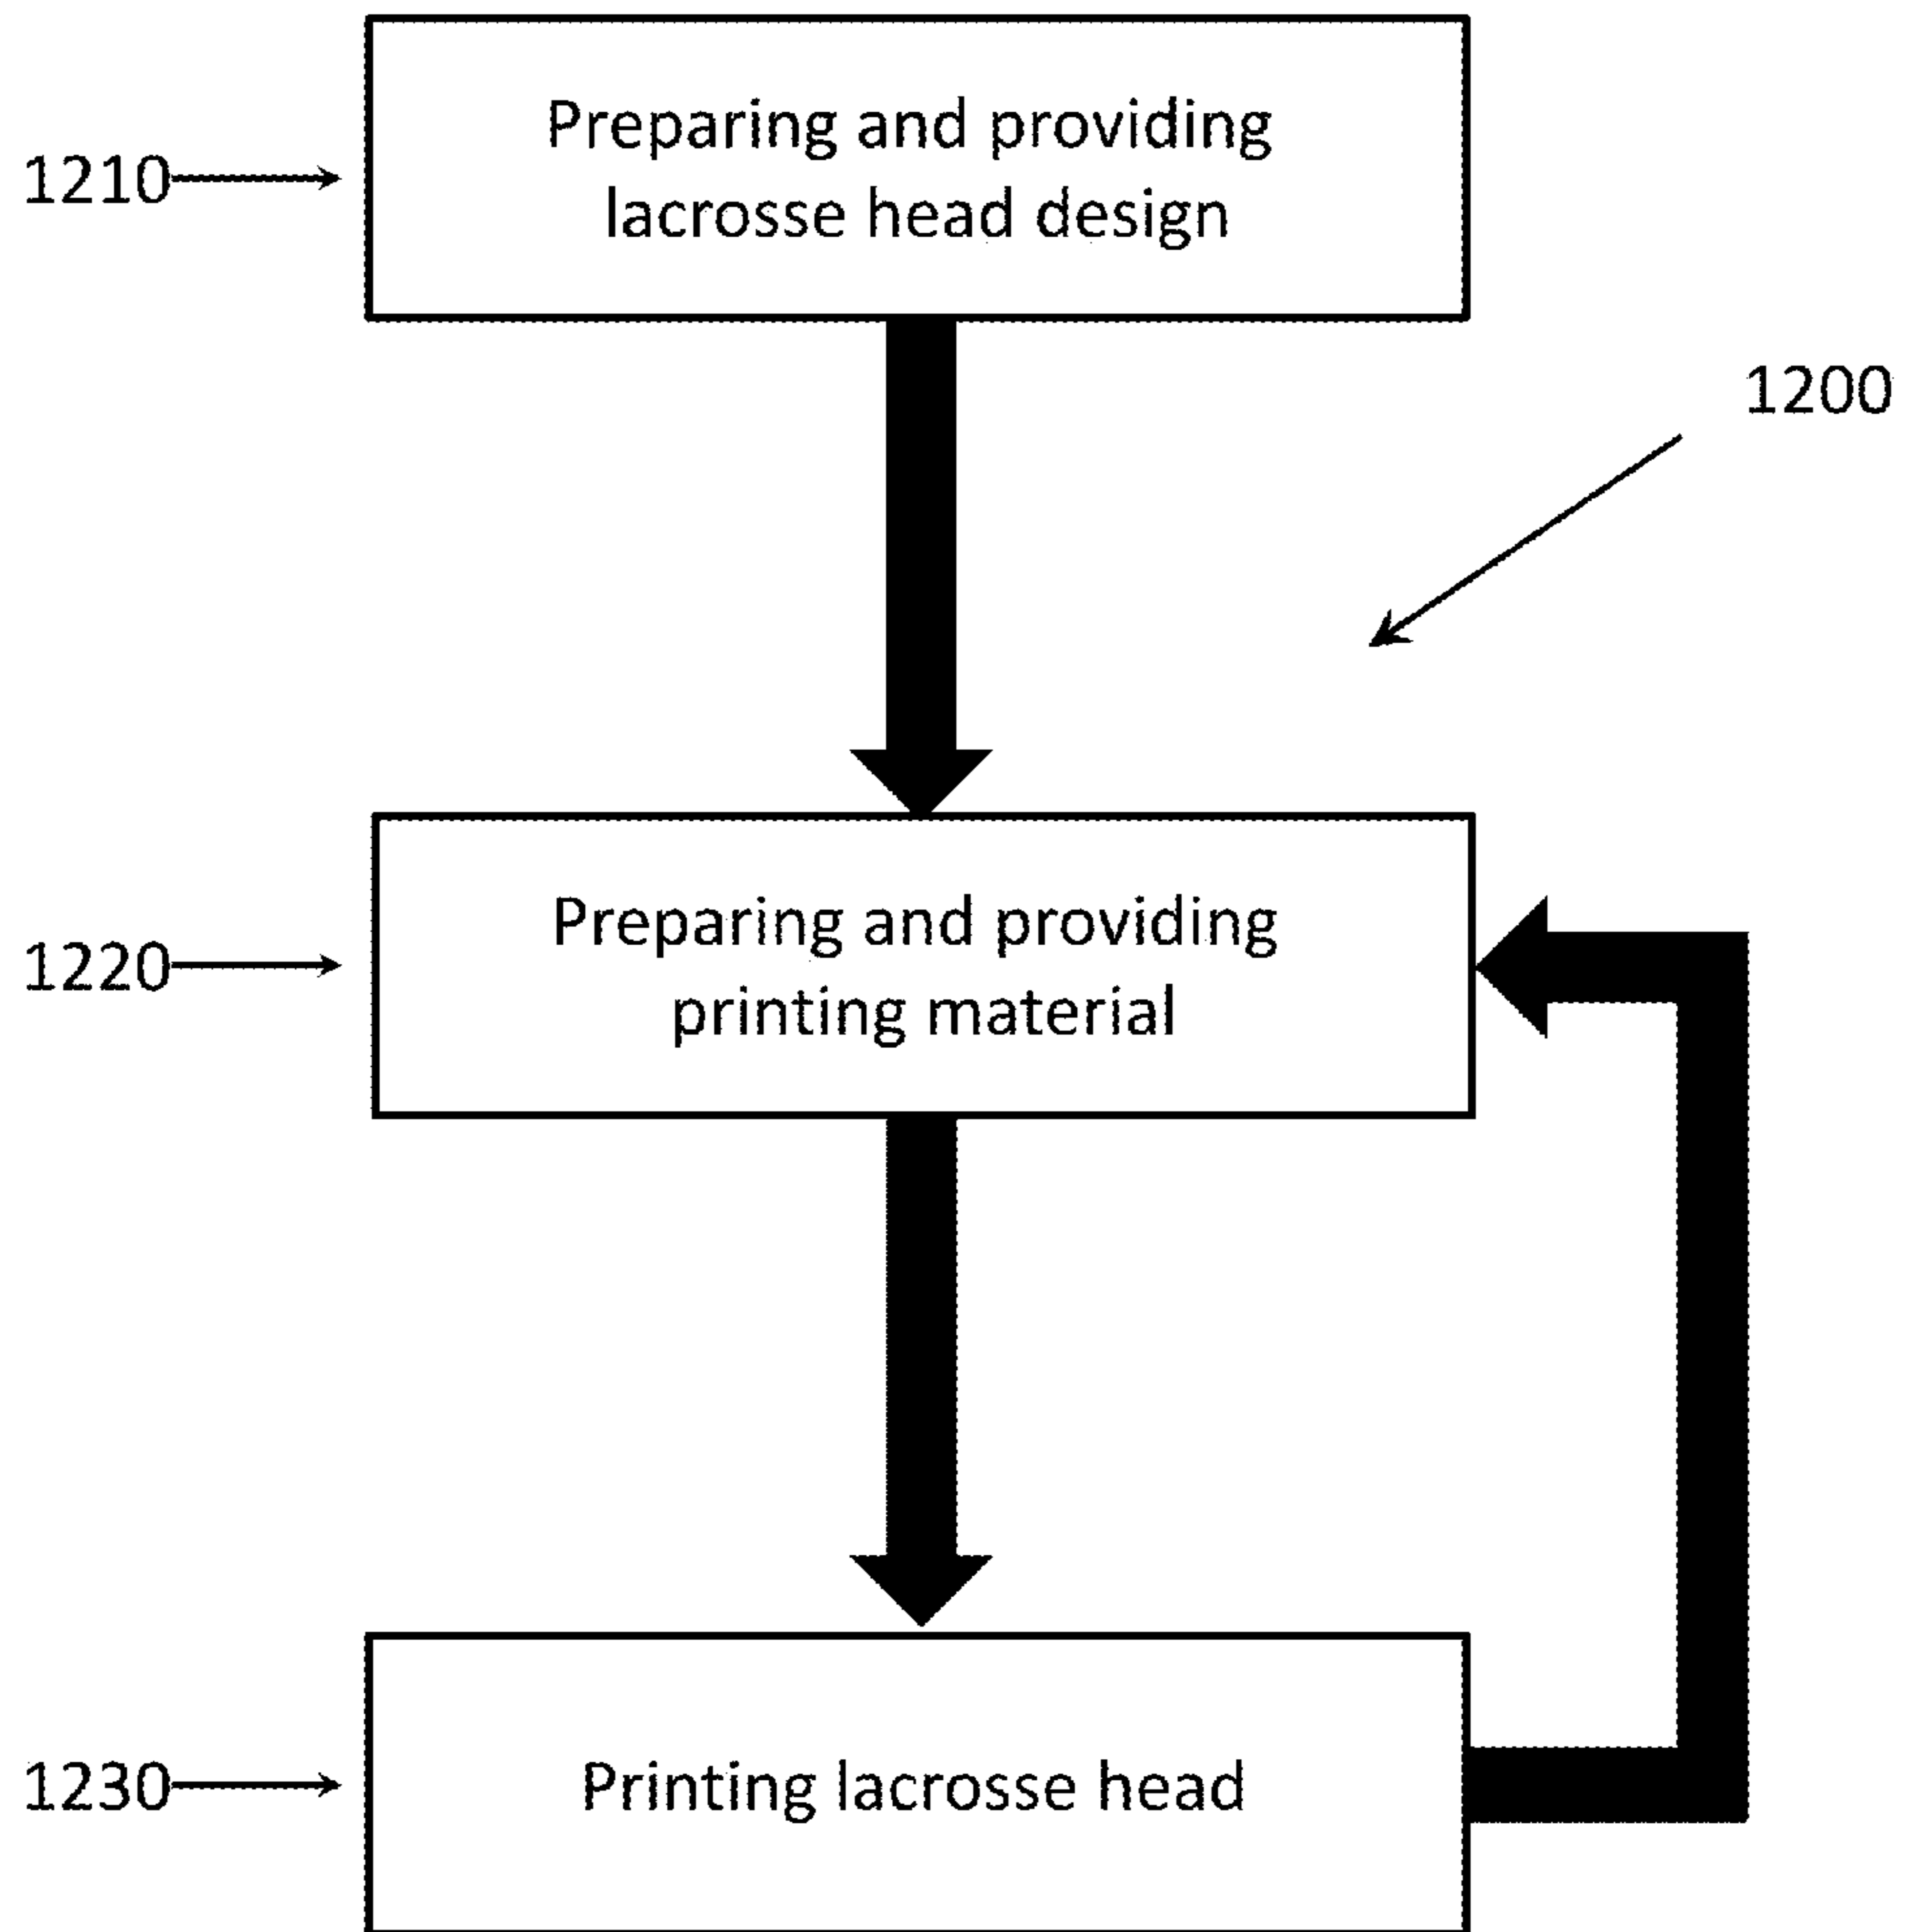 Preparing and providing
lacrosse head design
1210
1200
Preparing and providing
printing material
1220
Printing lacrosse head
1230